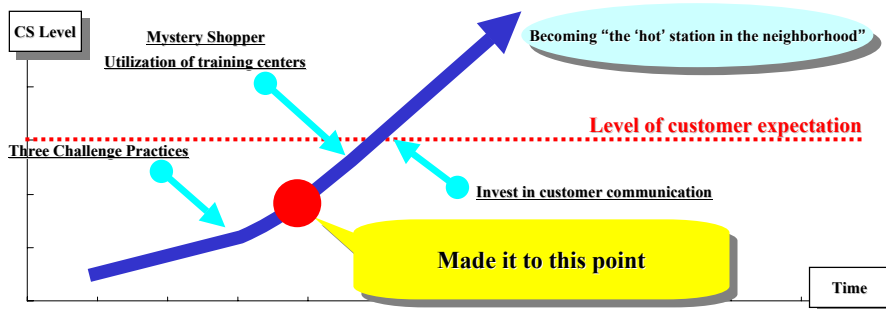 CS Level
Mystery Shopper
Utilization of training centers
Becoming “the ‘hot’ station in the neighborhood”
Level of customer expectation
Three Challenge Practices
Invest in customer communication
Made it to this point
Time